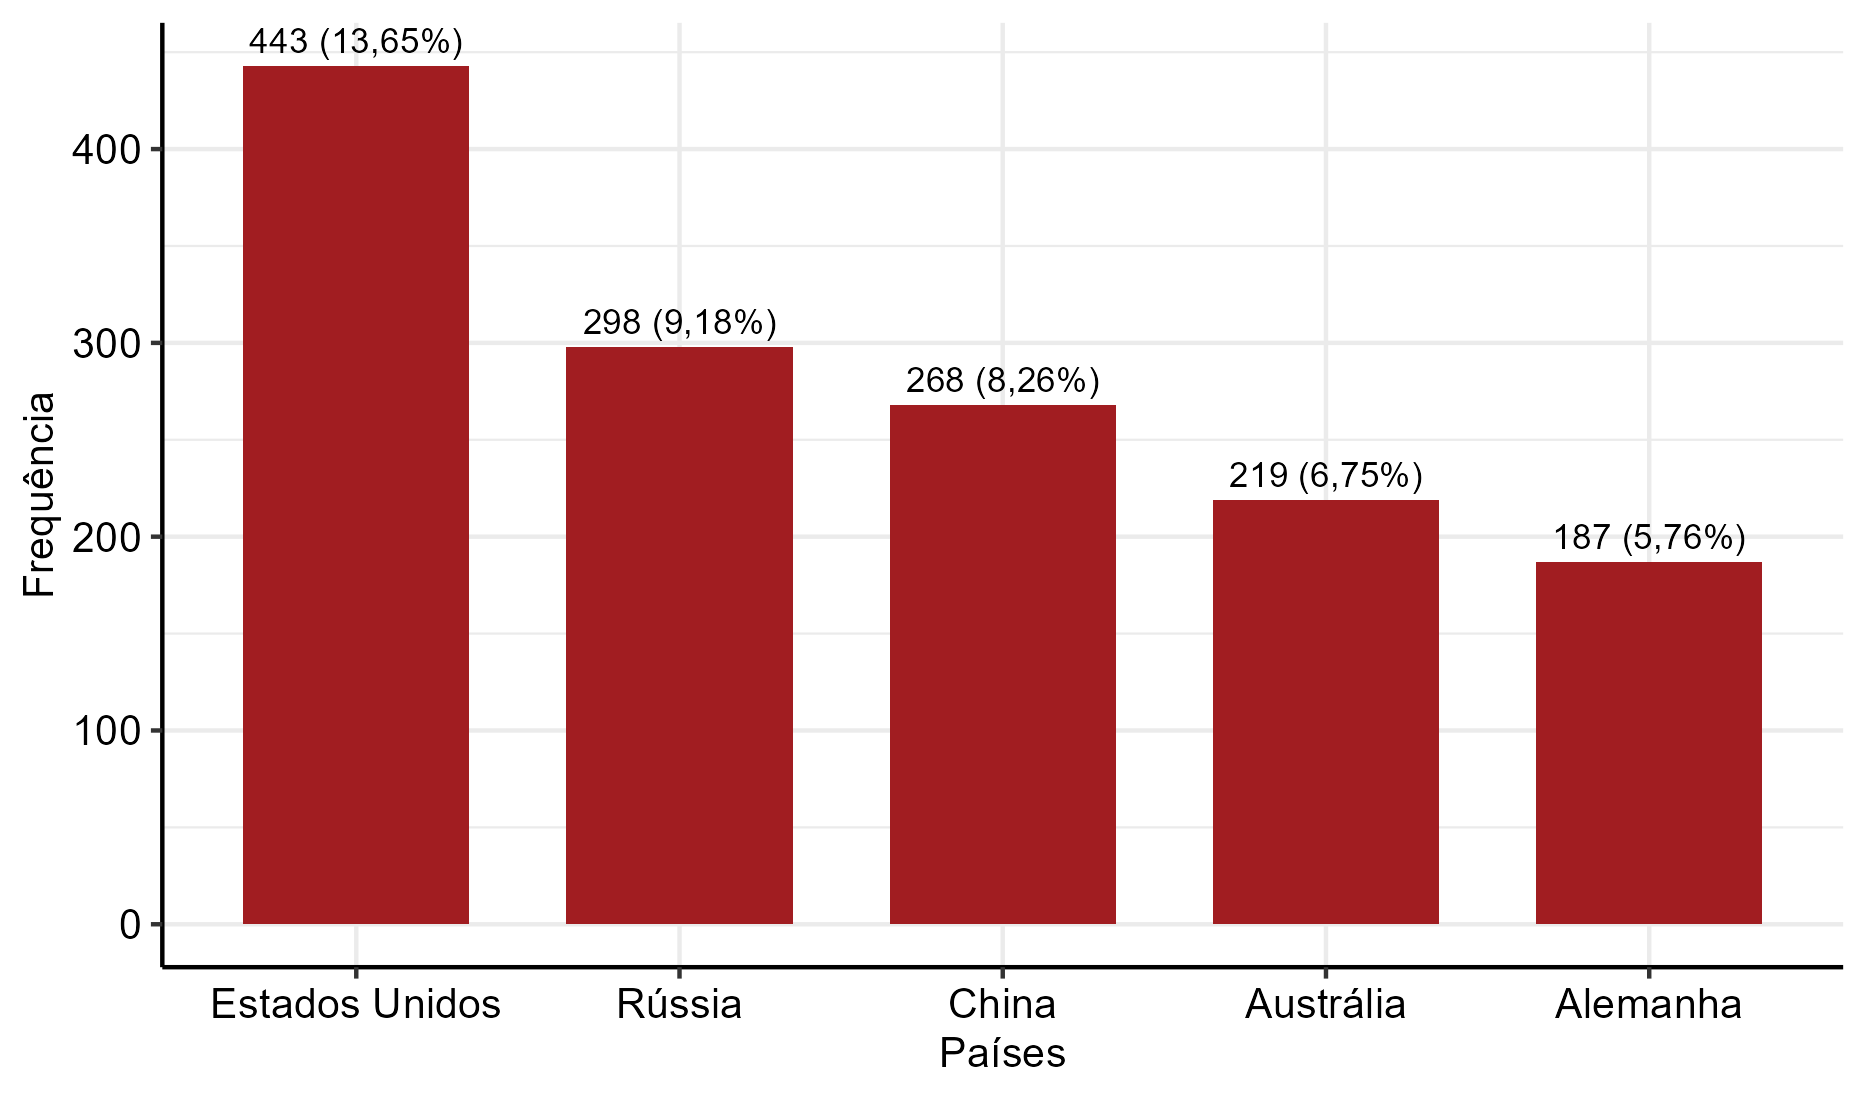 443 (13,65%)
400
298 (9,18%)
300
268 (8,26%)
219 (6,75%)
187 (5,76%)
200
100
0
Frequência
Estados Unidos
Rússia
China
Austrália
Alemanha
Países